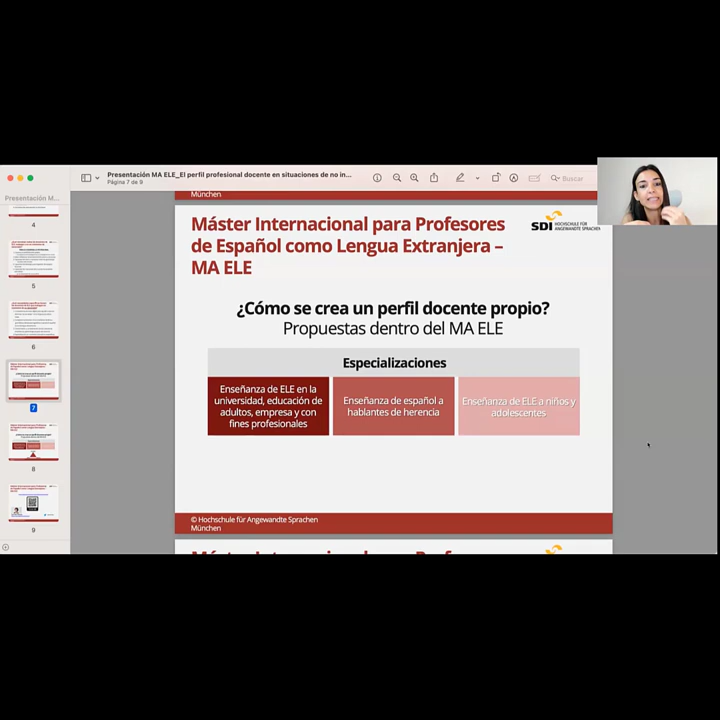 Presentación MA ELE_El perfil profesional docente en situaciones de no in...
Página 7 de 9
Buscar
Presentación M...
4
5
6
7
8
9
München
Máster Internacional para Profesores
de Español como Lengua Extranjera –
MA ELE
SDI HOCHSCHULE FÜR
ANGEWANDTE SPRACHEN
¿Cómo se crea un perfil docente propio?
Propuestas dentro del MA ELE
Especializaciones
Enseñanza de ELE en la
universidad, educación de
adultos, empresa y con
fines profesionales
Enseñanza de español a
hablantes de herencia
Enseñanza de ELE a niños y
adolescentes
© Hochschule für Angewandte Sprachen
München